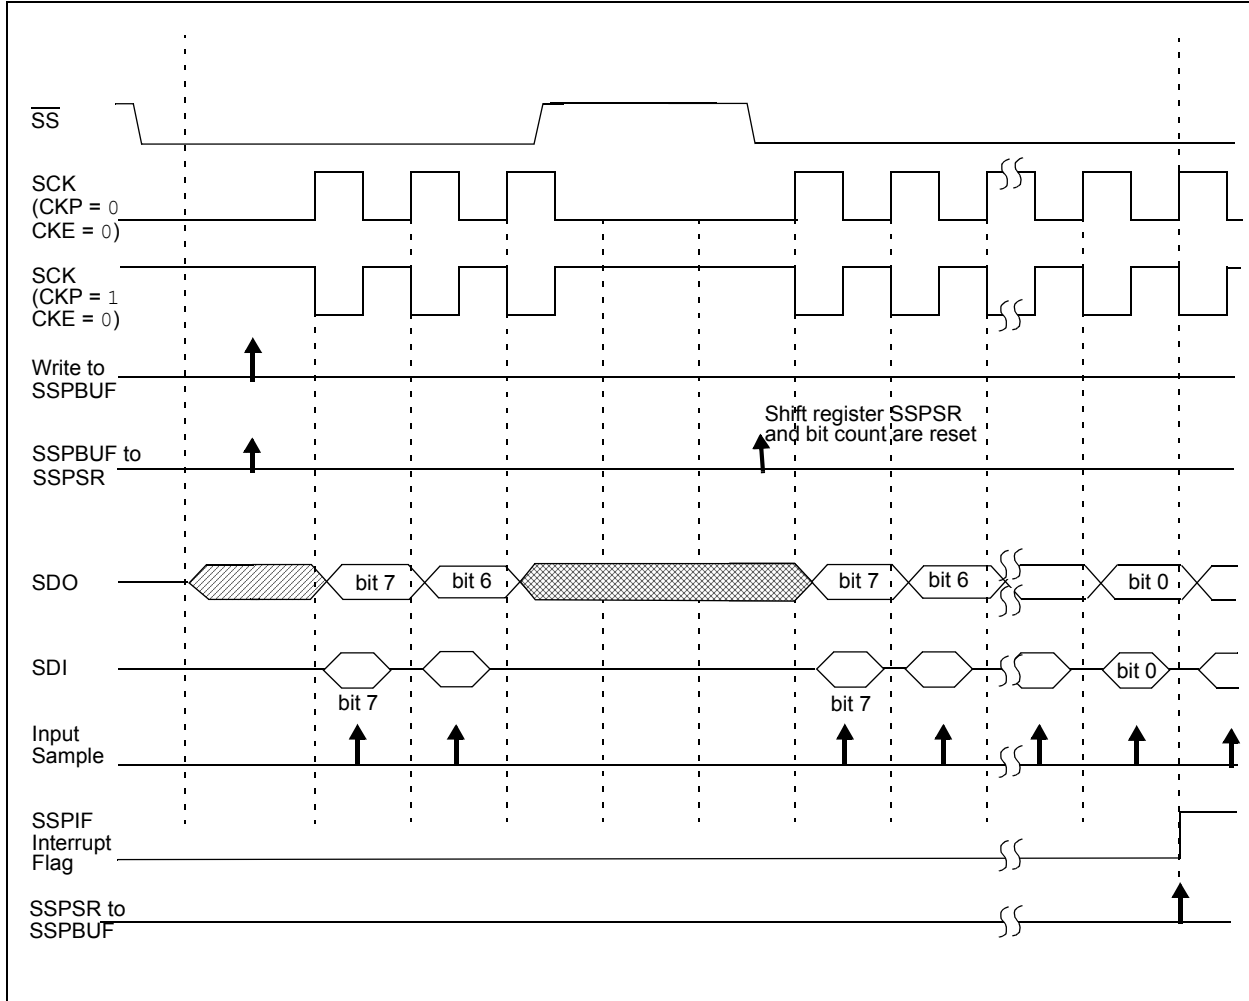 SS
SCK
(CKP = 0
CKE = 0)
SCK
(CKP = 1
CKE = 0)
Write to
SSPBUF
Shift register SSPSR
and bit count are reset
SSPBUF to
SSPSR
SDO
bit 7
bit 6
bit 7
bit 6
bit 0
SDI
bit 7
bit 7
bit 0
Input
Sample
SSPIF
Interrupt
Flag
SSPSR to
SSPBUF